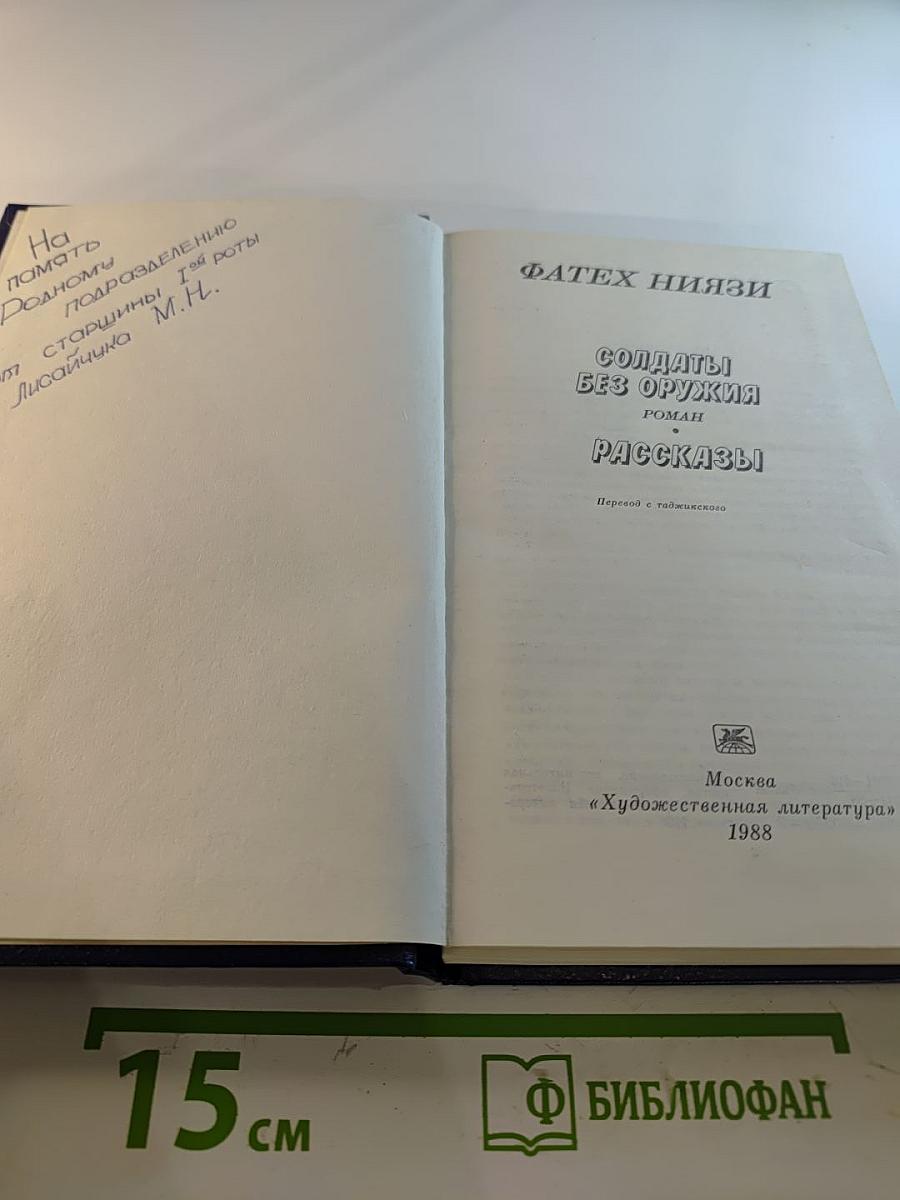 На
память
Родному
подразделению
от старшины Iой роты
Лисайчука М.Н.
ФАТЕХ НИЯЗИ
СОЛДАТЫ
БЕЗ ОРУЖИЯ
РОМАН
•
РАССКАЗЫ
Перевод с таджикского
Москва
«Художественная литература»
1988
15 см
Ф БИБЛИОФАН